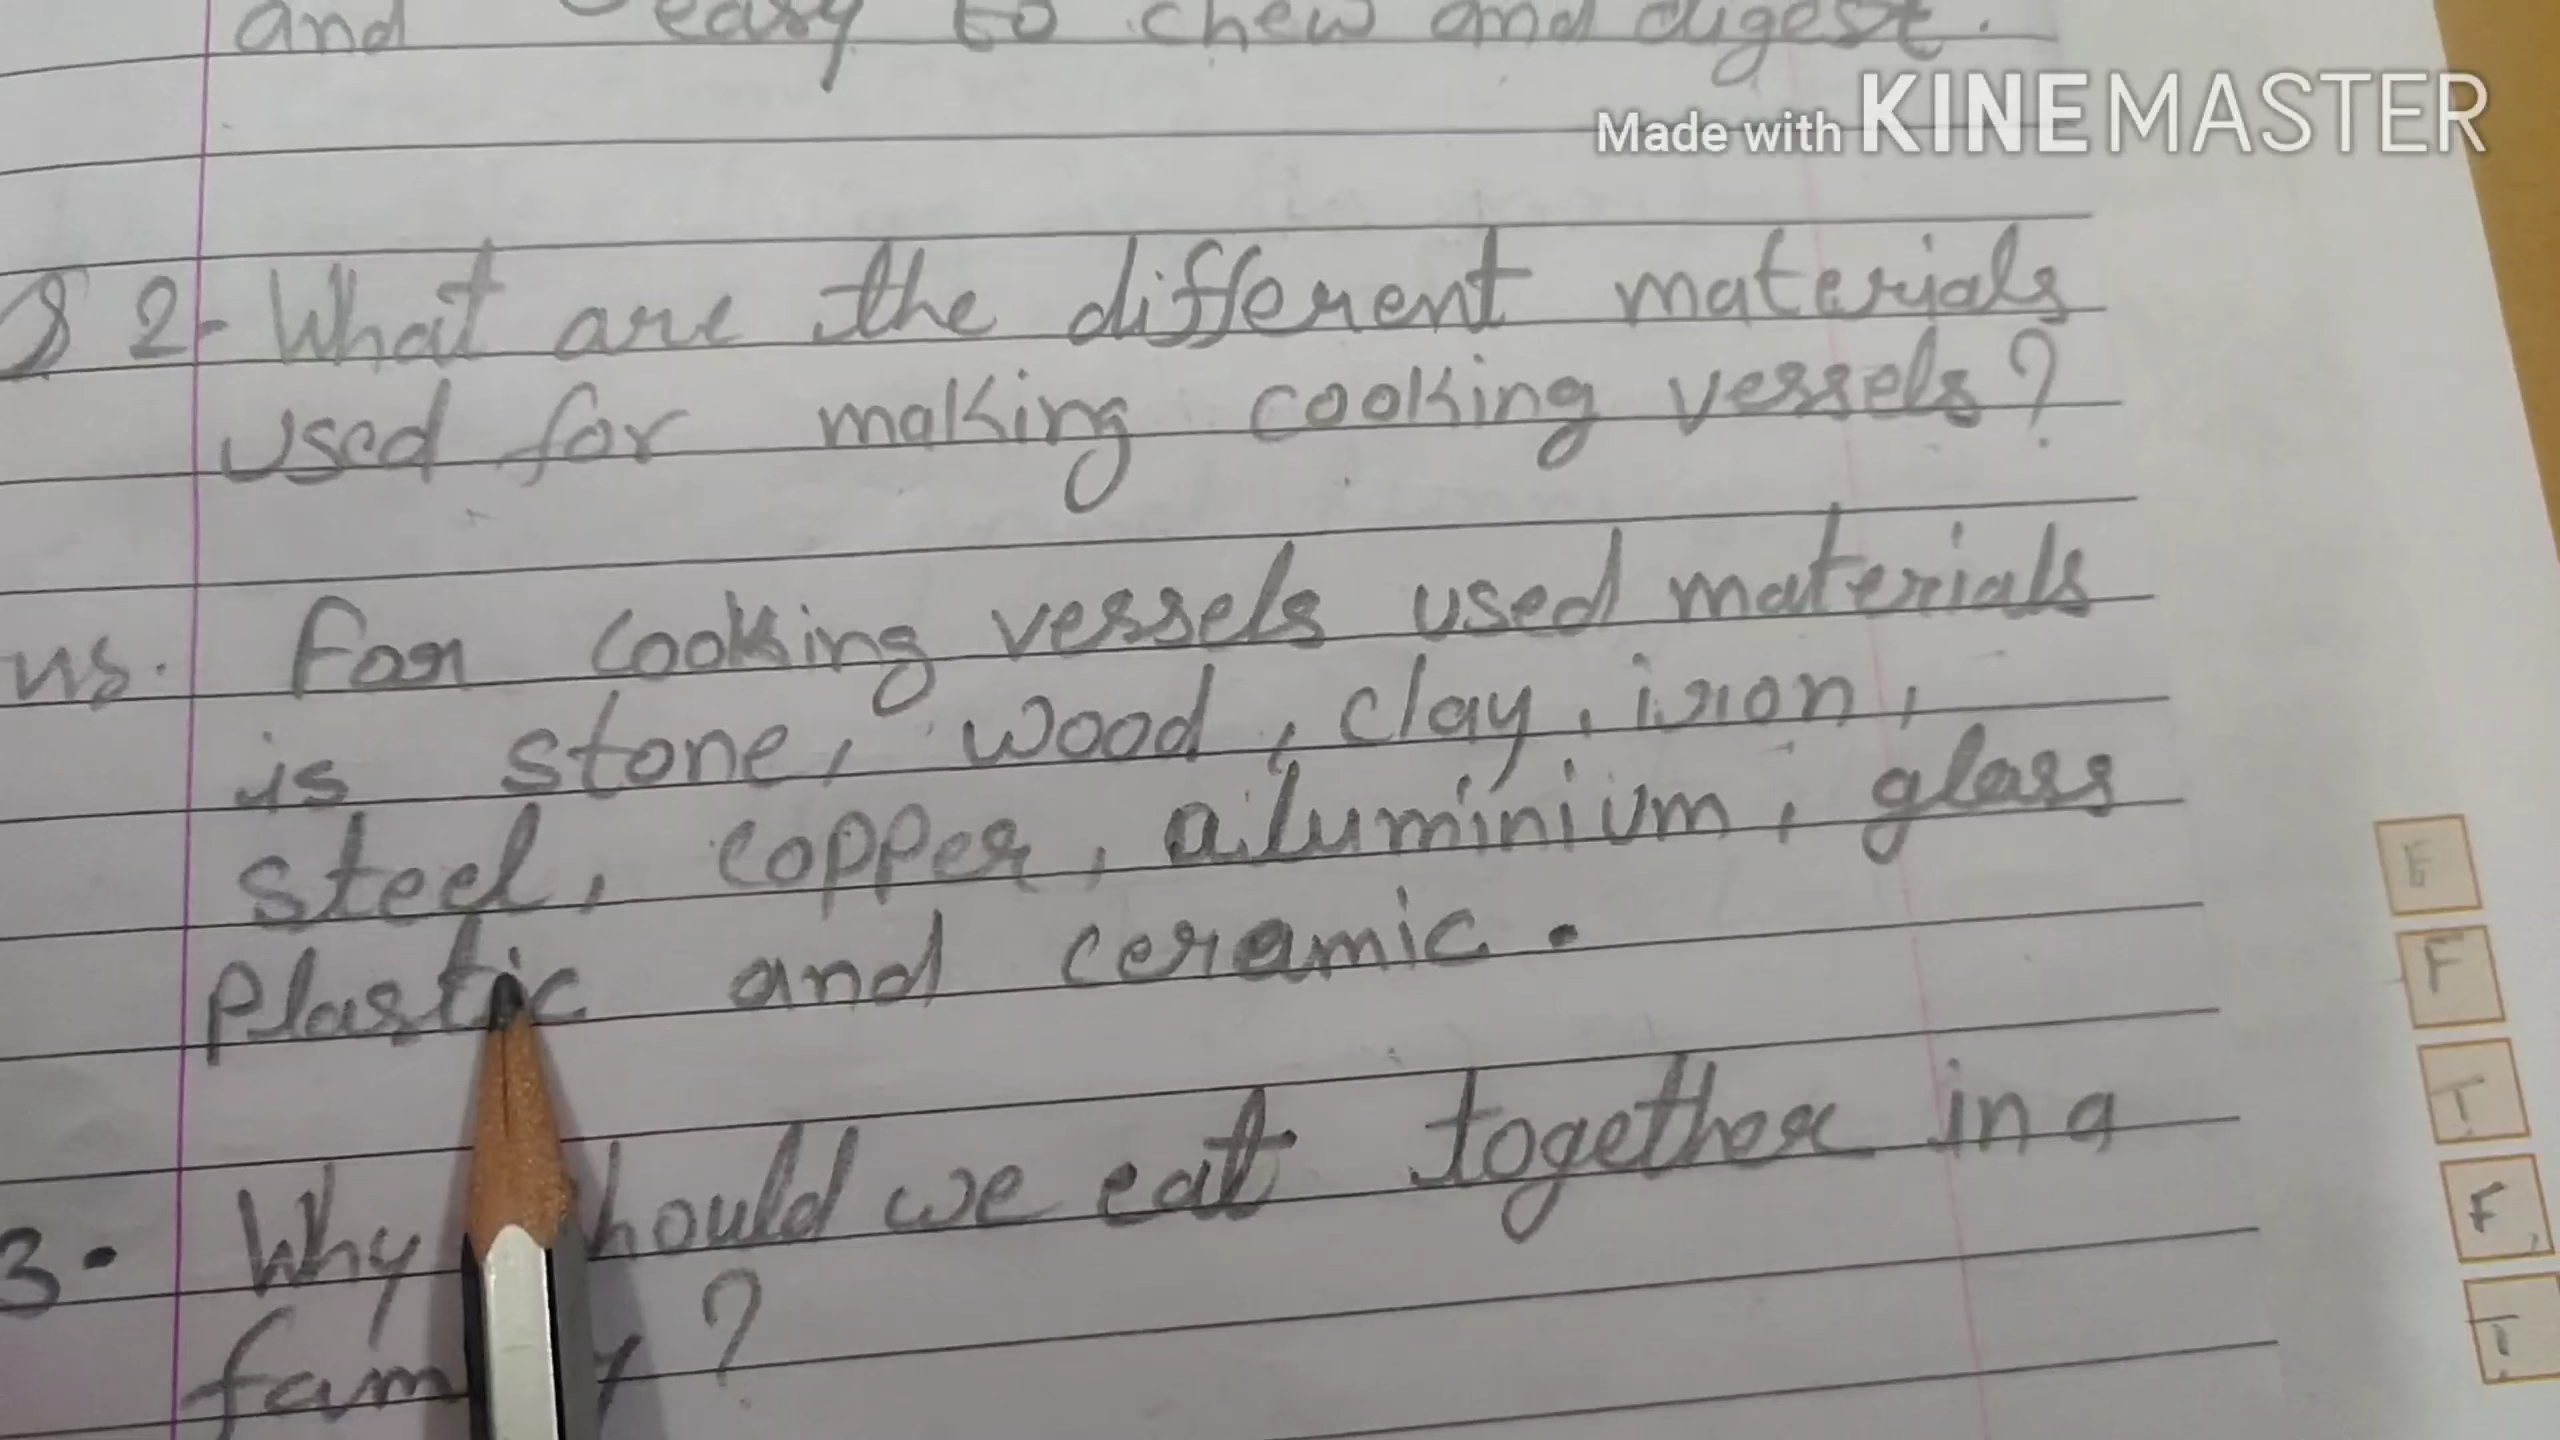 and easy to chew and digest.
Made with KINEMASTER
Q 2- What are the different materials
used for making cooking vessels?
ns. For cooking vessels used materials
is stone, wood, clay, iron,
steel, copper, aluminium, glass
Plastic and ceramic.
3. Why should we eat together in a
family?
F
F
T
F
T